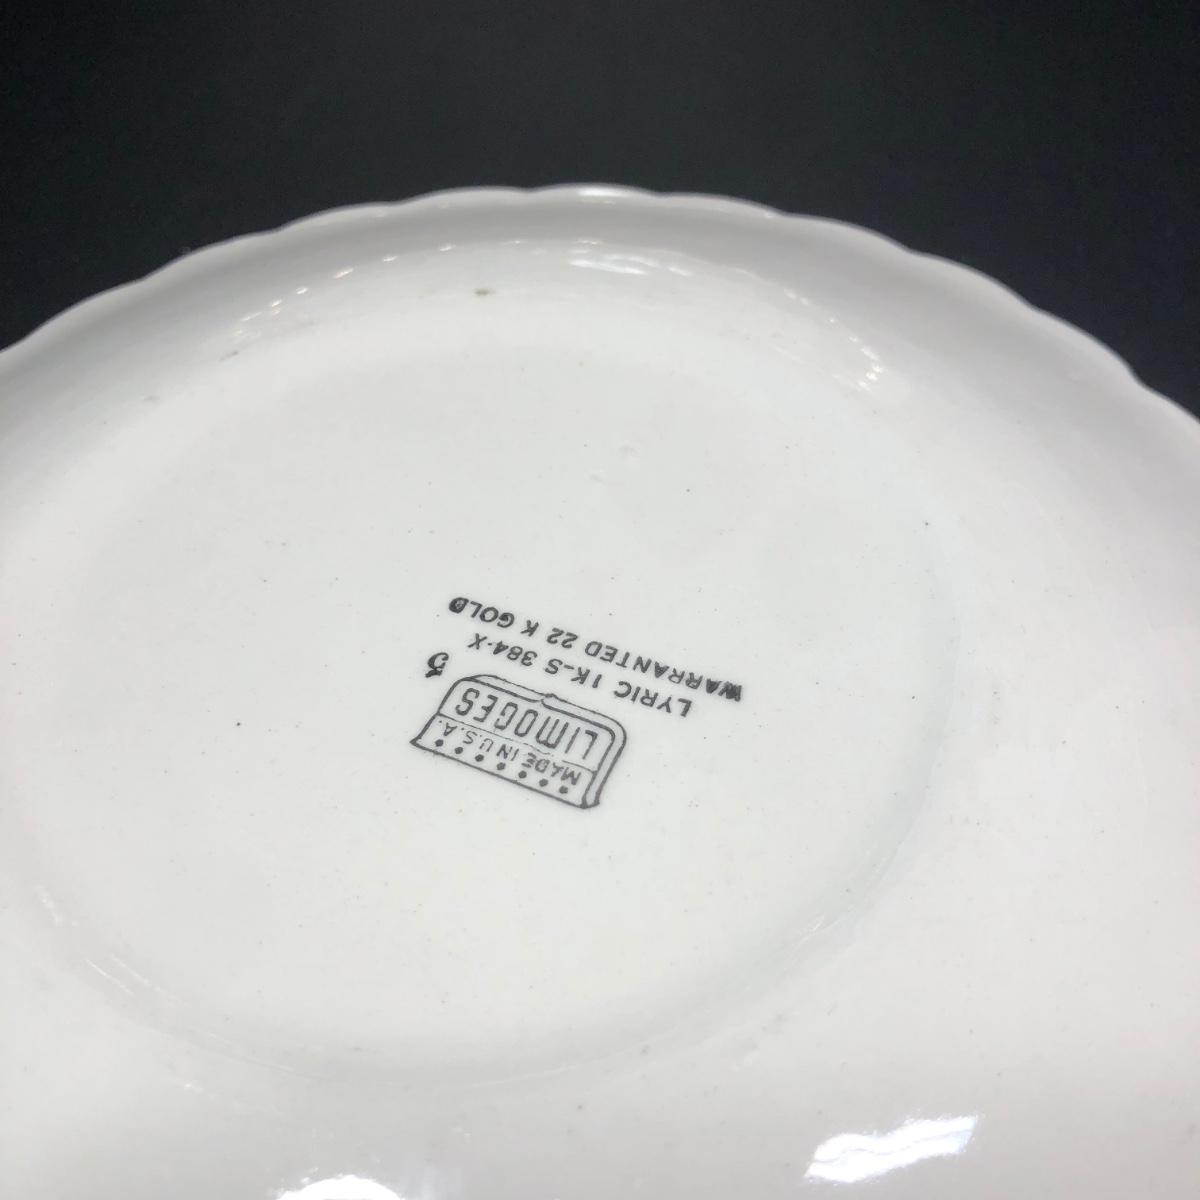 MADE IN U.S.A.
LIMOGES
5
LYRIC 1K-S 384-X
WARRANTED 22 K GOLD